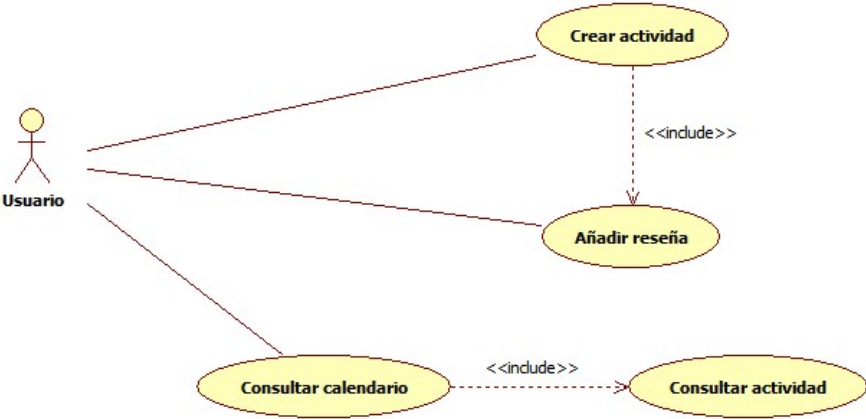 Crear actividad
<<include>>
Usuario
Añadir reseña
<<include>>
Consultar calendario
Consultar actividad